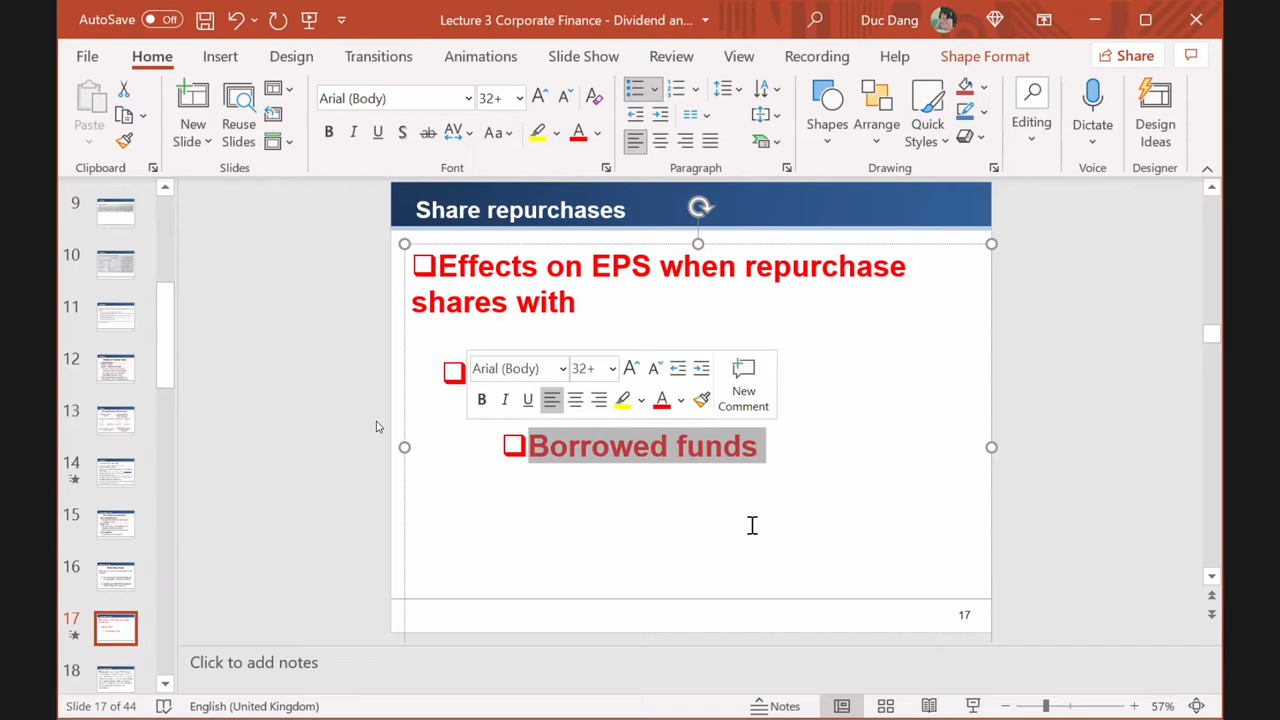 AutoSave Off Lecture 3 Corporate Finance - Dividend an... Duc Dang
File Home Insert Design Transitions Animations Slide Show Review View Recording Help Shape Format Share
Paste
New
Slide
Reuse
Slides
Arial (Body) 32+
Shapes
Arrange
Quick
Styles
Editing
Dictate
Design
Ideas
Clipboard Slides Font Paragraph Drawing Voice Designer
9
10
11
12
13
14
15
16
17
18
Share repurchases
Effects on EPS when repurchase
shares with
Arial (Body) 32+
B I U A
New
Comment
Borrowed funds
17
Click to add notes
Slide 17 of 44 English (United Kingdom) Notes 57%